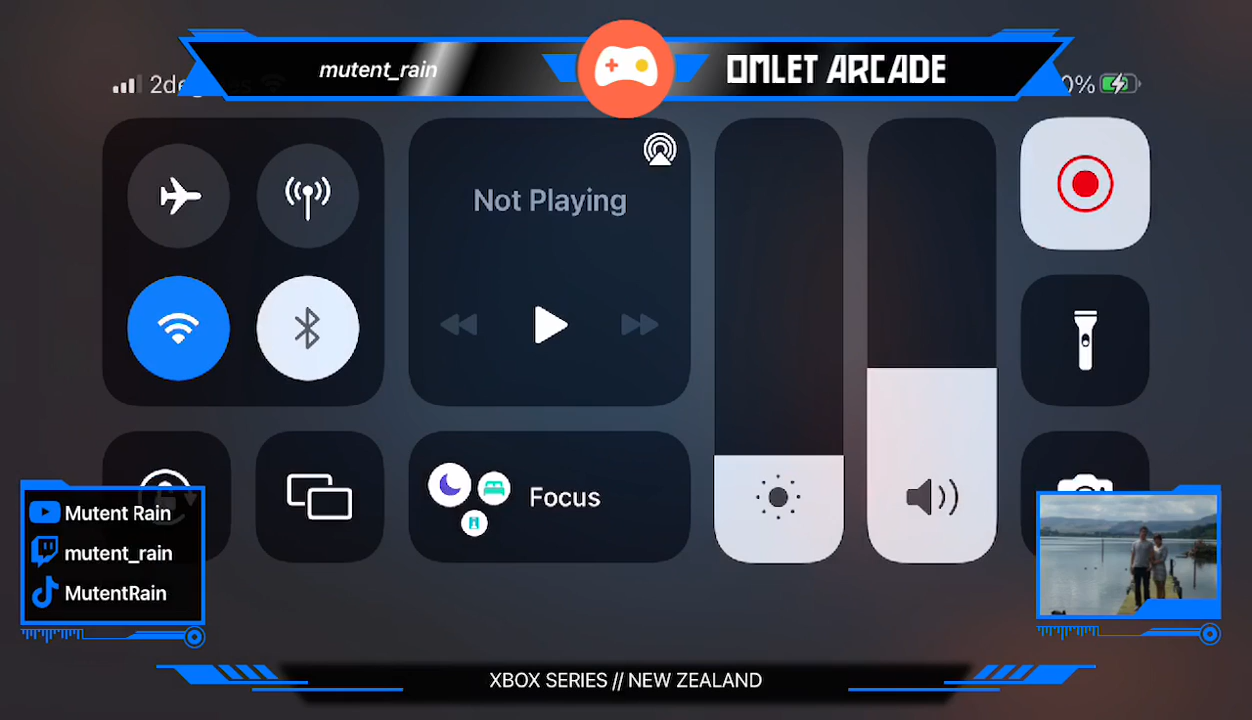 mutent_rain
OMLET ARCADE
Not Playing
Focus
Mutent Rain
mutent_rain
MutentRain
XBOX SERIES // NEW ZEALAND